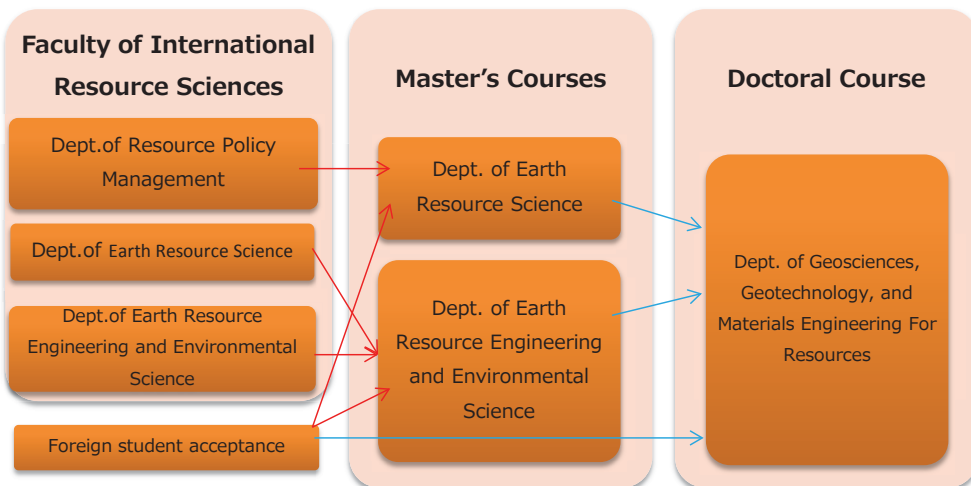 Faculty of International
Resource Sciences
Dept.of Resource Policy
Management
Dept.of Earth Resource Science
Dept.of Earth Resource
Engineering and Environmental
Science
Foreign student acceptance
Master's Courses
Dept. of Earth
Resource Science
Dept. of Earth
Resource Engineering
and Environmental
Science
Doctoral Course
Dept. of Geosciences,
Geotechnology, and
Materials Engineering For
Resources